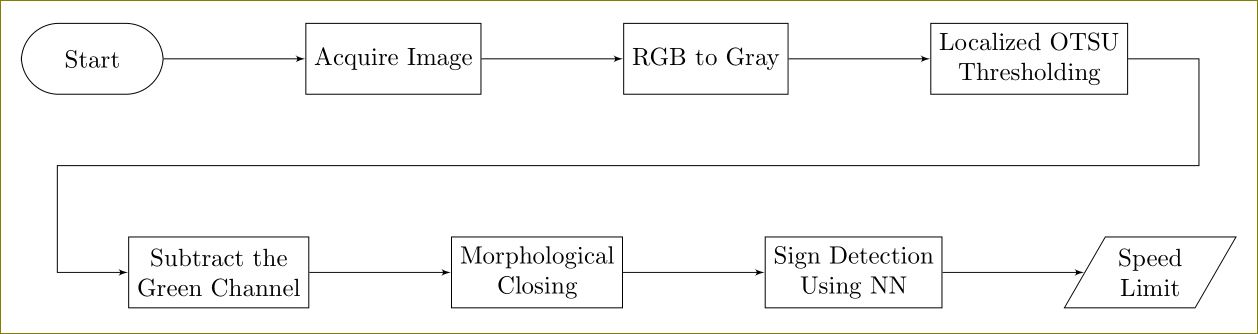 Start
Acquire Image
RGB to Gray
Localized OTSU
Thresholding
Subtract the
Green Channel
Morphological
Closing
Sign Detection
Using NN
Speed
Limit